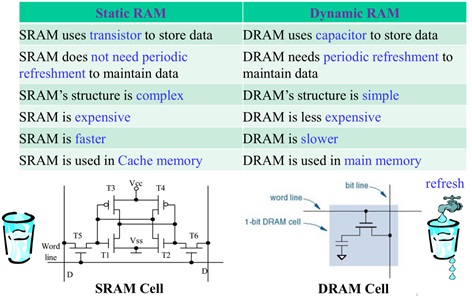 Static RAM
Dynamic RAM
SRAM uses transistor to store data
DRAM uses capacitor to store data
SRAM does not need periodic
refreshment to maintain data
DRAM needs periodic refreshment to
maintain data
SRAM's structure is complex
DRAM's structure is simple
SRAM is expensive
DRAM is less expensive
SRAM is faster
DRAM is slower
SRAM is used in Cache memory
DRAM is used in main memory
Vcc
T3
T4
Word
line
T5
T1
Vss
T2
T6
D
D
SRAM Cell
bit line
word line
1-bit DRAM cell
refresh
DRAM Cell